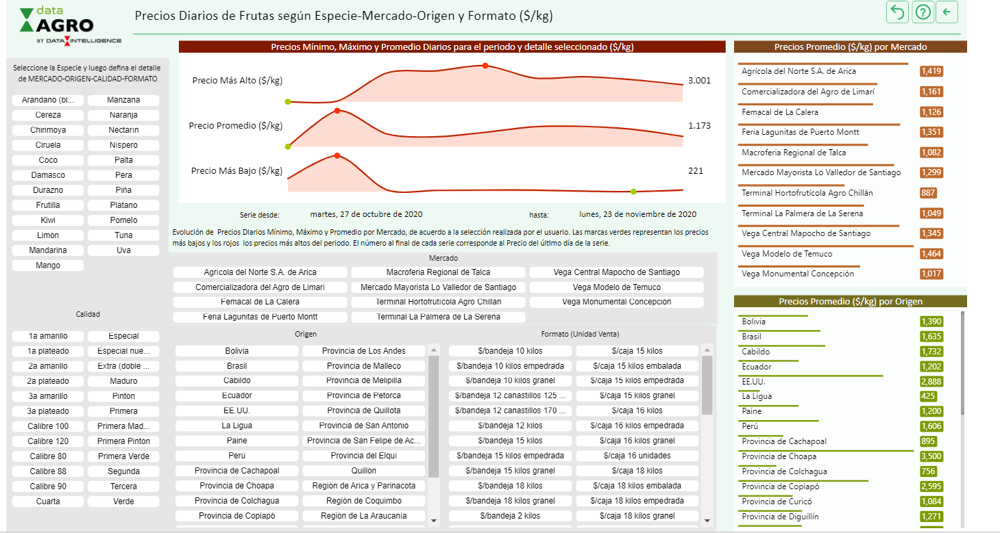 data
AGRO
BY DATA INTELLIGENCE
Precios Diarios de Frutas según Especie-Mercado-Origen y Formato ($/kg)
Seleccione la Especie y luego defina el detalle
de MERCADO-ORIGEN-CALIDAD-FORMATO
Arandano (bl... Manzana
Cereza Naranja
Chirimoya Nectarin
Ciruela Nispero
Coco Palta
Damasco Pera
Durazno Piña
Frutilla Plátano
Kiwi Pomelo
Limón Tuna
Mandarina Uva
Mango
Calidad
1a amarillo Especial
1a plateado Especial nue...
2a amarillo Extra (doble ...
2a plateado Maduro
3a amarillo Pintón
3a plateado Primera
Calibre 100 Primera Mad...
Calibre 120 Primera Pintón
Calibre 80 Primera Verde
Calibre 88 Segunda
Calibre 90 Tercera
Cuarta Verde
Precios Mínimo, Máximo y Promedio Diarios para el periodo y detalle seleccionado ($/kg)
Precio Más Alto ($/kg) 3.001
Precio Promedio ($/kg) 1.173
Precio Más Bajo ($/kg) 221
Serie desde: martes, 27 de octubre de 2020 hasta: lunes, 23 de noviembre de 2020
Evolución de Precios DIarios Mínimo, Máximo y Promedio por Mercado, de acuerdo a la selección realizada por el usuario. Las marcas verdes representan los precios
más bajos y los rojos los precios más altos del periodo. El número al final de cada serie corresponde al Precio del último día de la serie.
Mercado
Agrícola del Norte S.A. de Arica Macroferia Regional de Talca Vega Central Mapocho de Santiago
Comercializadora del Agro de Limarí Mercado Mayorista Lo Valledor de Santiago Vega Modelo de Temuco
Femacal de La Calera Terminal Hortofrutícola Agro Chillán Vega Monumental Concepción
Feria Lagunitas de Puerto Montt Terminal La Palmera de La Serena
Origen
Bolivia Provincia de Los Andes
Brasil Provincia de Malleco
Cabildo Provincia de Melipilla
Ecuador Provincia de Petorca
EE.UU. Provincia de Quillota
La Ligua Provincia de San Antonio
Paine Provincia de San Felipe de Ac...
Perú Provincia del Elqui
Provincia de Cachapoal Quillón
Provincia de Choapa Región de Arica y Parinacota
Provincia de Colchagua Región de Coquimbo
Provincia de Copiapó Región de La Araucanía
Formato (Unidad Venta)
$/bandeja 10 kilos $/caja 15 kilos
$/bandeja 10 kilos empedrada $/caja 15 kilos embalada
$/bandeja 10 kilos granel $/caja 15 kilos empedrada
$/bandeja 12 canastillos 125 ... $/caja 15 kilos granel
$/bandeja 12 canastillos 170 ... $/caja 16 kilos
$/bandeja 12 kilos $/caja 16 kilos empedrada
$/bandeja 15 kilos $/caja 16 kilos granel
$/bandeja 15 kilos empedrada $/caja 16 unidades
$/bandeja 15 kilos granel $/caja 18 kilos
$/bandeja 18 kilos $/caja 18 kilos embalada
$/bandeja 18 kilos granel $/caja 18 kilos empedrada
$/bandeja 2 kilos $/caja 18 kilos granel
Precios Promedio ($/kg) por Mercado
Agrícola del Norte S.A. de Arica 1,419
Comercializadora del Agro de Limarí 1,161
Femacal de La Calera 1,126
Feria Lagunitas de Puerto Montt 1,351
Macroferia Regional de Talca 1,082
Mercado Mayorista Lo Valledor de Santiago 1,299
Terminal Hortofrutícola Agro Chillán 887
Terminal La Palmera de La Serena 1,049
Vega Central Mapocho de Santiago 1,345
Vega Modelo de Temuco 1,464
Vega Monumental Concepción 1,017
Precios Promedio ($/kg) por Origen
Bolivia 1,390
Brasil 1,635
Cabildo 1,732
Ecuador 1,202
EE.UU. 2,888
La Ligua 425
Paine 1,200
Perú 1,606
Provincia de Cachapoal 895
Provincia de Choapa 3,500
Provincia de Colchagua 756
Provincia de Copiapó 2,595
Provincia de Curicó 1,084
Provincia de Diguillín 1,271